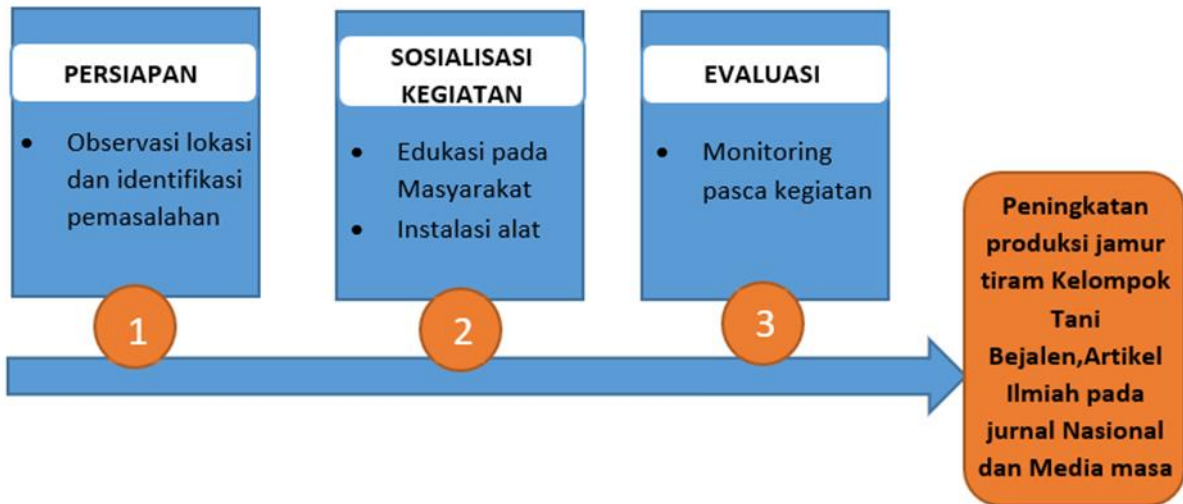 PERSIAPAN
• Observasi lokasi
dan identifikasi
pemasalahan
1
SOSIALISASI
KEGIATAN
• Edukasi pada
Masyarakat
• Instalasi alat
2
EVALUASI
• Monitoring
pasca kegiatan
3
Peningkatan
produksi jamur
tiram Kelompok
Tani
Bejalen,Artikel
Ilmiah pada
jurnal Nasional
dan Media masa